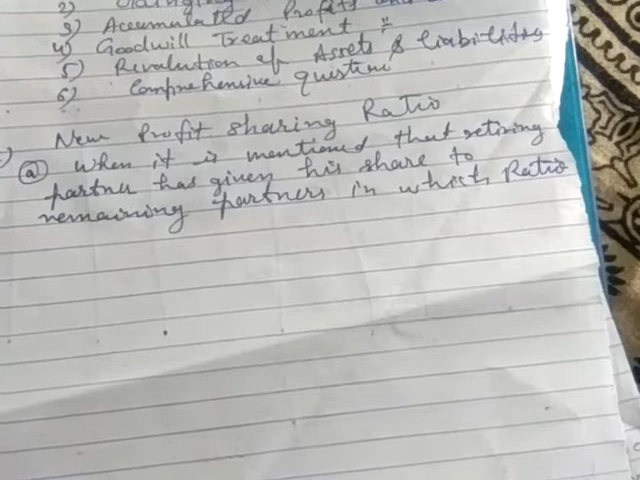 2)
3) Accumulated Profits
4) Goodwill Treatment :-
5) Revaluation of Assets & liabilities
6) Comprehensive question
New Profit sharing Ratio
(a) when it is mentioned that retiring
partner has given his share to
remaining partners in which Ratio